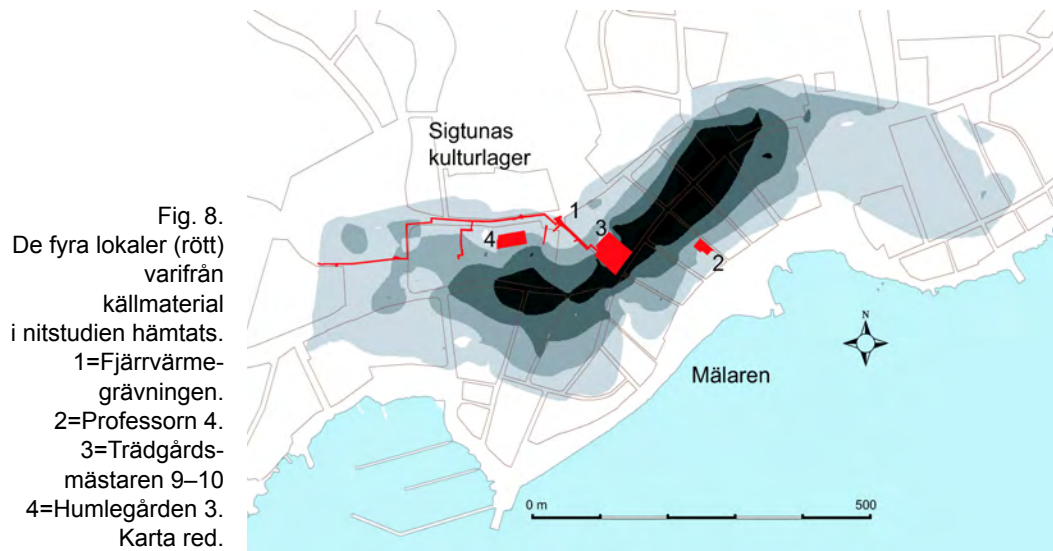 Fig. 8.
De fyra lokaler (rött)
varifrån
källmaterial
i nitstudien hämtats.
1=Fjärrvärme-
grävningen.
2=Professorn 4.
3=Trädgårds-
mästaren 9–10
4=Humlegården 3.
Karta red.
Sigtunas
kulturlager
1
3
4
2
N
Mälaren
0 m
500